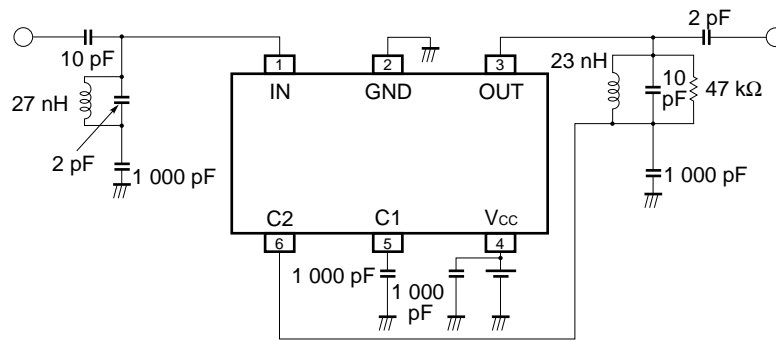 2 pF
10 pF
1
2
3
23 nH
10
pF
47 kΩ
IN
GND
OUT
27 nH
2 pF
1 000 pF
1 000 pF
C2
C1
VCC
6
5
4
1 000 pF
1 000
pF